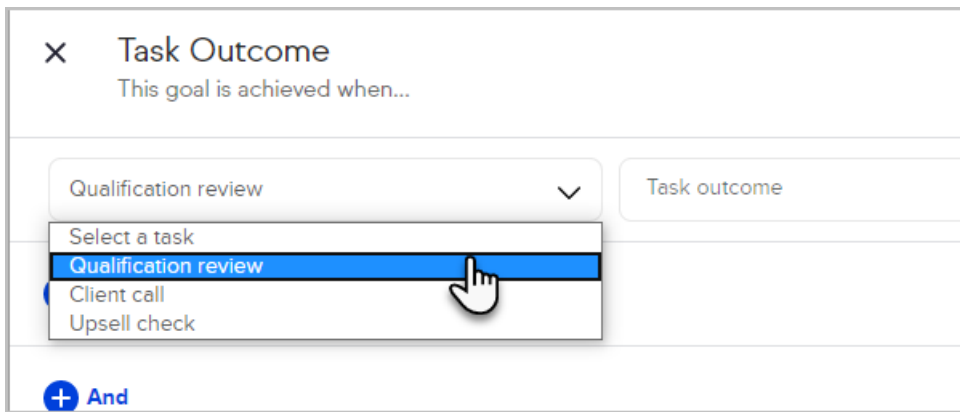 Task Outcome
This goal is achieved when...
Qualification review
Task outcome
Select a task
Qualification review
Client call
Upsell check
And